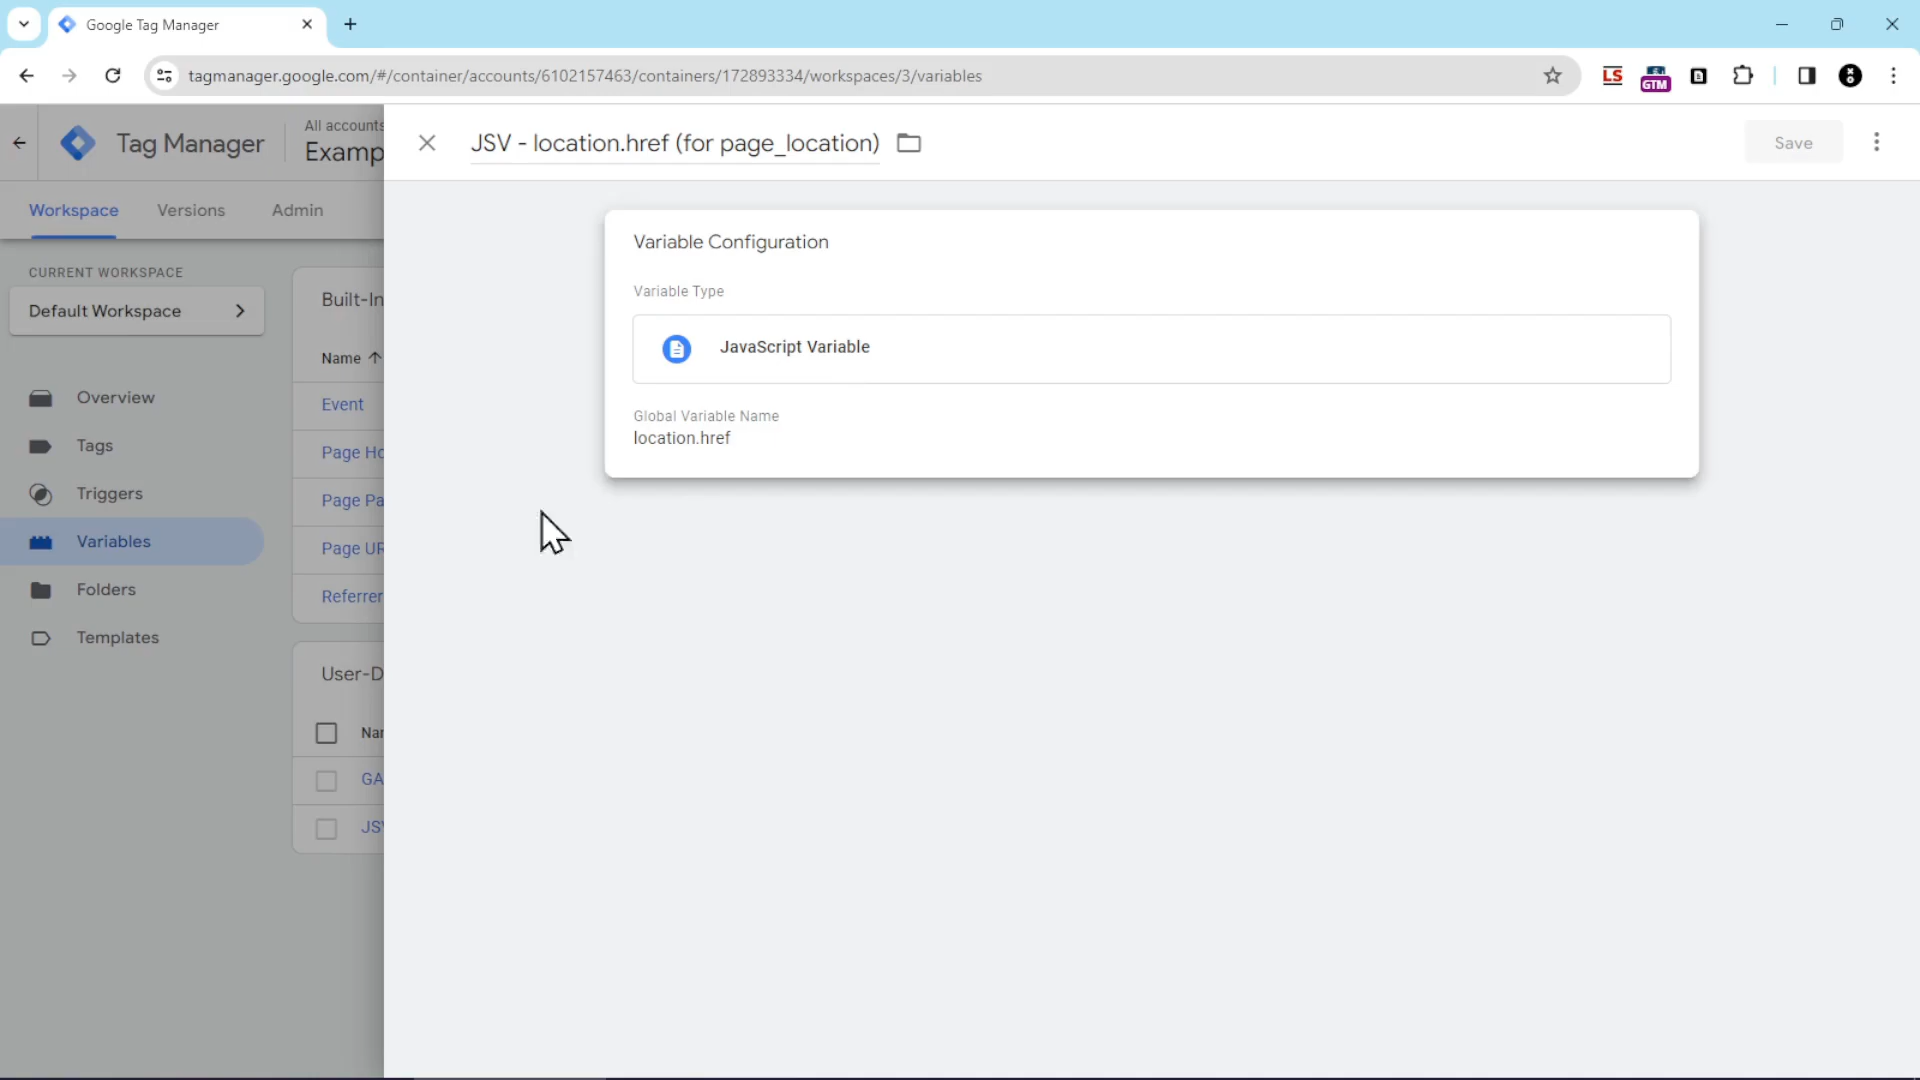 Google Tag Manager
tagmanager.google.com/#/container/accounts/6102157463/containers/172893334/workspaces/3/variables
LS
GTM
Tag Manager
All accounts
Examp
JSV - location.href (for page_location)
Save
Workspace
Versions
Admin
CURRENT WORKSPACE
Default Workspace
Overview
Tags
Triggers
Variables
Folders
Templates
Built-In
Name
Event
Page Ho
Page Pa
Page UR
Referrer
User-D
Nam
GA
JSV
Variable Configuration
Variable Type
JavaScript Variable
Global Variable Name
location.href